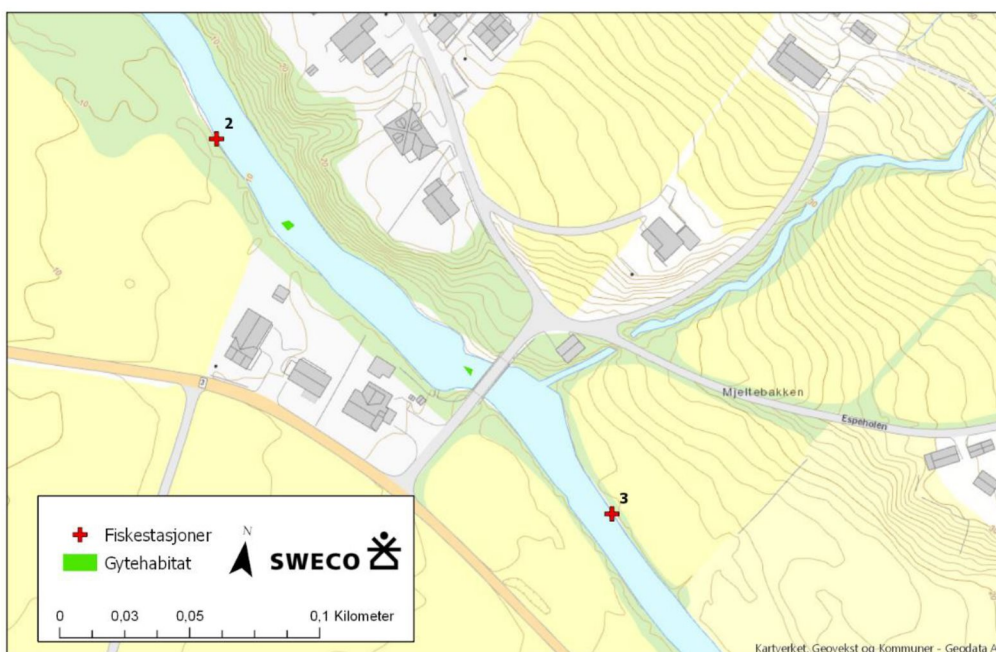 2
Mjeltebakken
Espeholen
3
Fiskestasjoner
Gytehabitat
N
SWECO
0 0,03 0,05 0,1 Kilometer
Kartverket, Geovekst og Kommuner - Geodata A